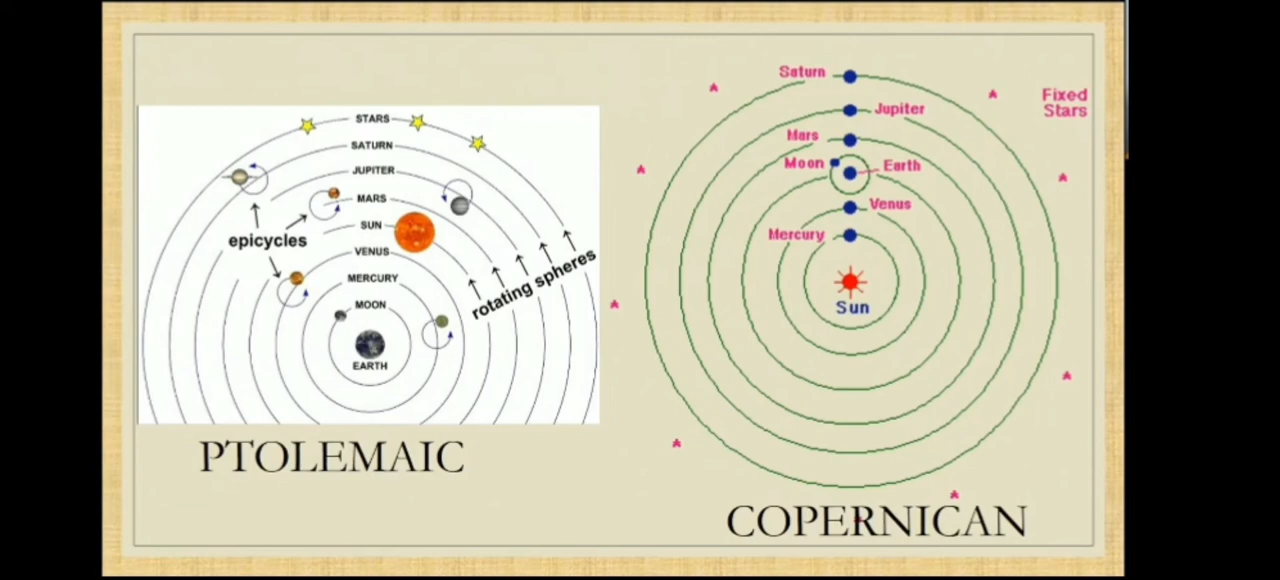 STARS
SATURN
JUPITER
MARS
SUN
VENUS
MERCURY
MOON
EARTH
epicycles
rotating spheres
PTOLEMAIC
Saturn
Jupiter
Mars
Moon
Earth
Venus
Mercury
Sun
Fixed
Stars
COPERNICAN